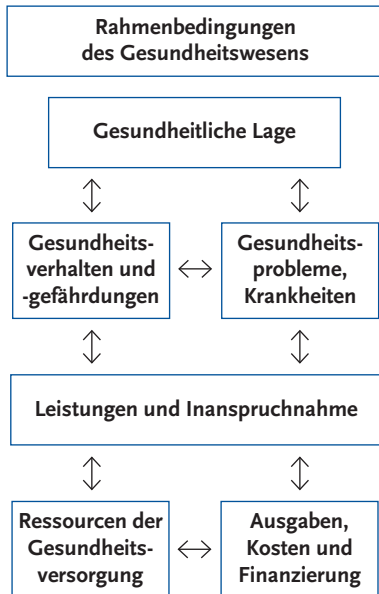 Rahmenbedingungen
des Gesundheitswesens
Gesundheitliche Lage
Gesundheits-
verhalten und
-gefährdungen
Gesundheits-
probleme,
Krankheiten
Leistungen und Inanspruchnahme
Ressourcen der
Gesundheits-
versorgung
Ausgaben,
Kosten und
Finanzierung